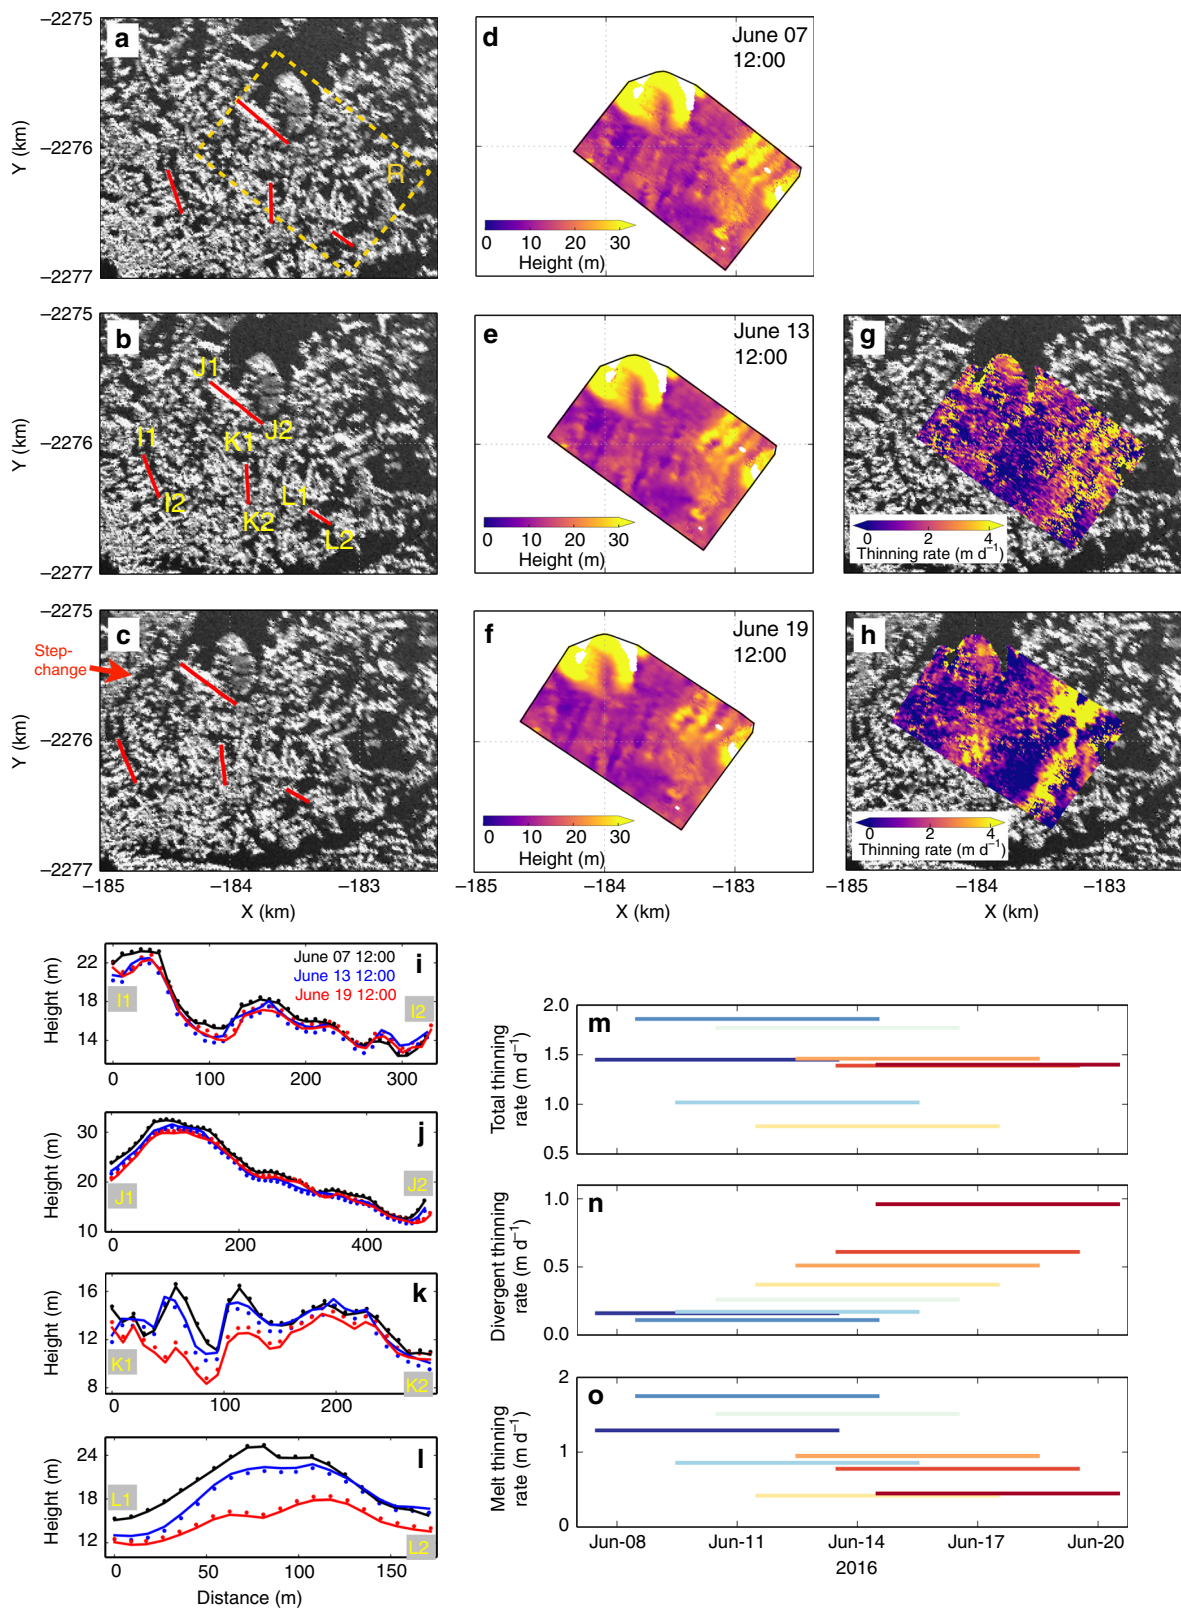 −2275
a
R
Y (km)
−2276
−2277
d
June 07
12:00
0 10 20 30
Height (m)
−2275
b
J1
J2
I1
I2
K1
K2
L1
L2
Y (km)
−2276
−2277
e
June 13
12:00
0 10 20 30
Height (m)
g
0 2 4
Thinning rate (m d⁻¹)
−2275
c
Step-
change
Y (km)
−2276
−2277
−185 −184 −183
X (km)
f
June 19
12:00
0 10 20 30
Height (m)
−185 −184 −183
X (km)
h
0 2 4
Thinning rate (m d⁻¹)
−185 −184 −183
X (km)
i
June 07 12:00
June 13 12:00
June 19 12:00
I1
I2
Height (m)
22
18
14
0 100 200 300
j
J1
J2
Height (m)
30
20
10
0 200 400
k
K1
K2
Height (m)
16
12
8
0 100 200
l
L1
L2
Height (m)
24
18
12
0 50 100 150
Distance (m)
m
Total thinning
rate (m d⁻¹)
2.0
1.5
1.0
0.5
n
Divergent thinning
rate (m d⁻¹)
1.0
0.5
0.0
o
Melt thinning
rate (m d⁻¹)
2
1
0
Jun-08 Jun-11 Jun-14 Jun-17 Jun-20
2016